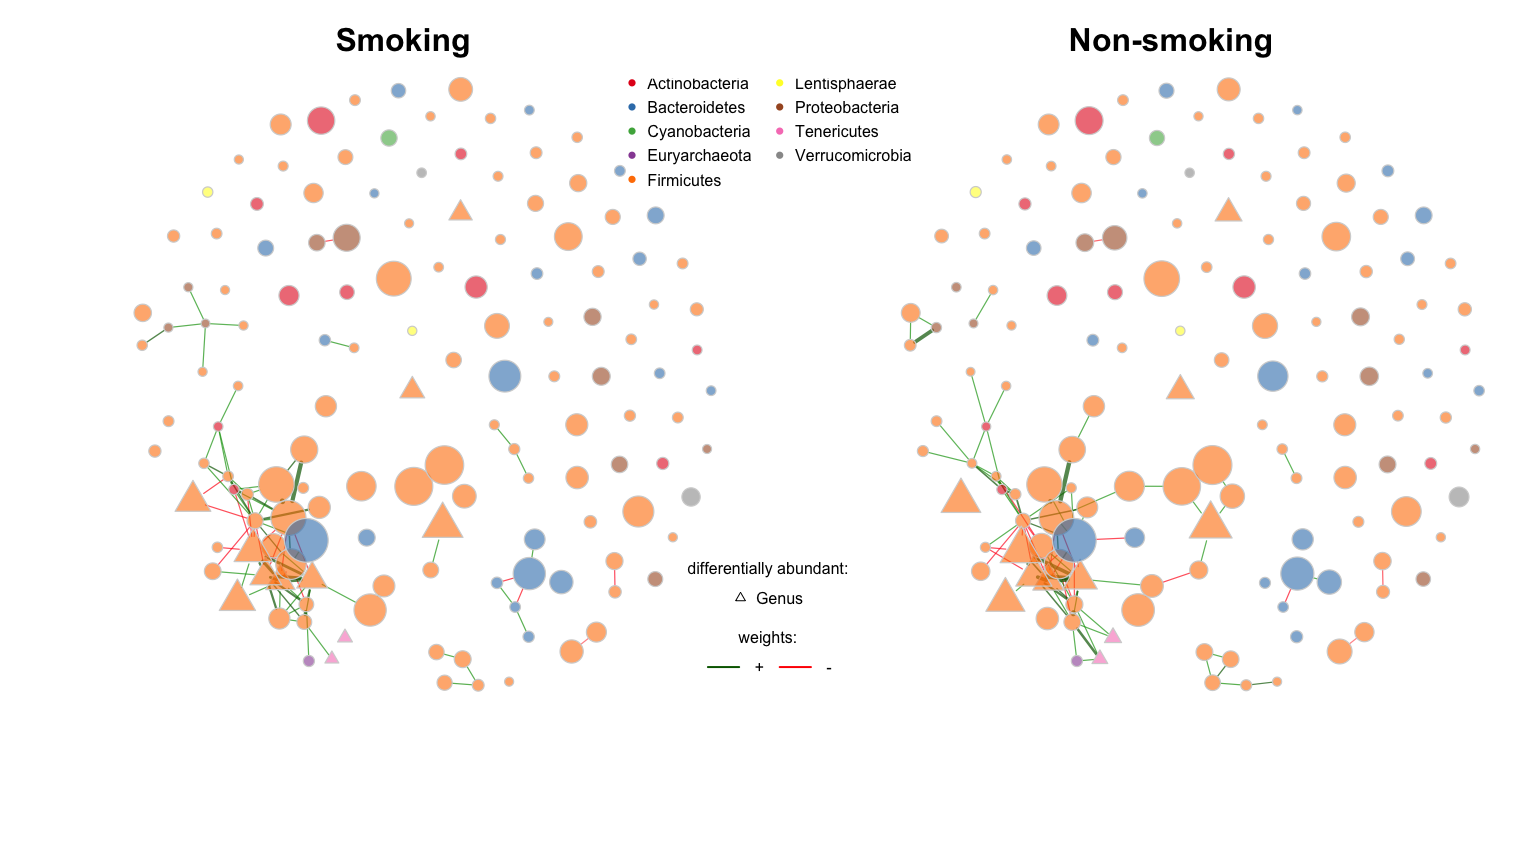 Smoking
Non-smoking
Actinobacteria
Lentisphaerae
Bacteroidetes
Proteobacteria
Cyanobacteria
Tenericutes
Euryarchaeota
Verrucomicrobia
Firmicutes
differentially abundant:
Genus
weights:
+
-